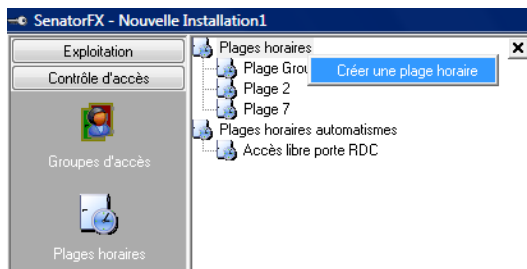 SenatorFX - Nouvelle Installation1
Exploitation
Contrôle d'accès
Groupes d'accès
Plages horaires
Plages horaires
Plage Grou
Créer une plage horaire
Plage 2
Plage 7
Plages horaires automatismes
Accès libre porte RDC